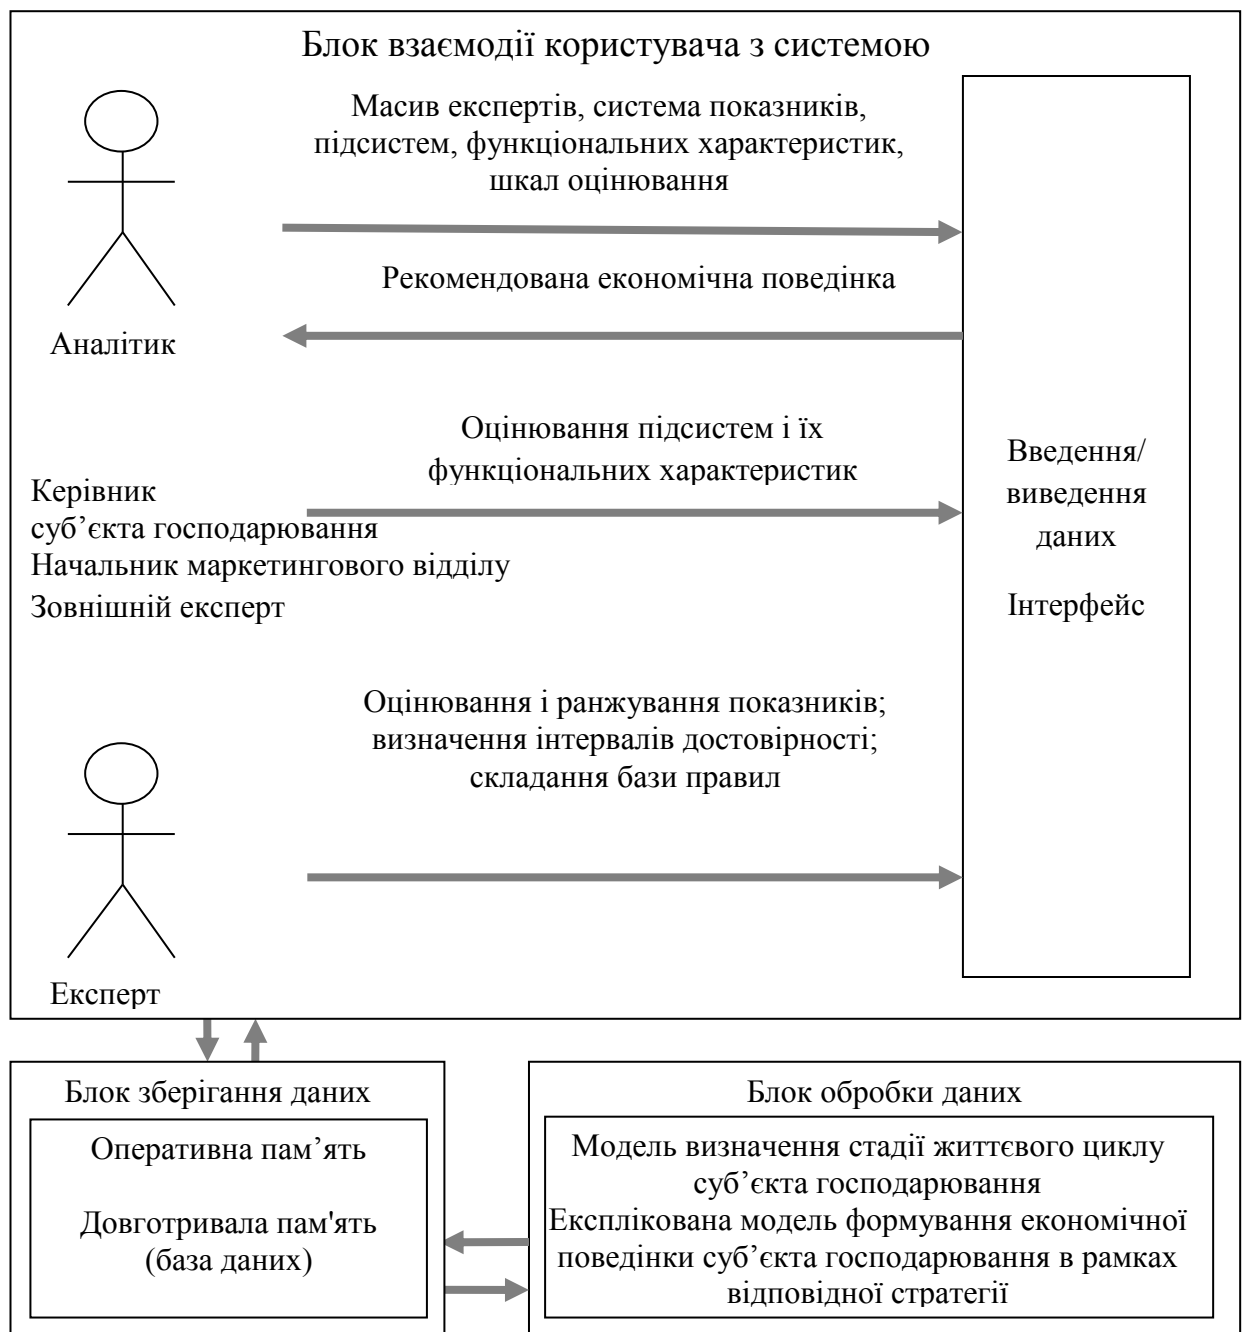 Блок взаємодії користувача з системою
Масив експертів, система показників,
підсистем, функціональних характеристик,
шкал оцінювання
Рекомендована економічна поведінка
Аналітик
Оцінювання підсистем і їх
функціональних характеристик
Керівник
суб’єкта господарювання
Начальник маркетингового відділу
Зовнішній експерт
Введення/
виведення
даних
Інтерфейс
Оцінювання і ранжування показників;
визначення інтервалів достовірності;
складання бази правил
Експерт
Блок зберігання даних
Оперативна пам’ять
Довготривала пам'ять
(база даних)
Блок обробки даних
Модель визначення стадії життєвого циклу
суб’єкта господарювання
Експлікована модель формування економічної
поведінки суб’єкта господарювання в рамках
відповідної стратегії